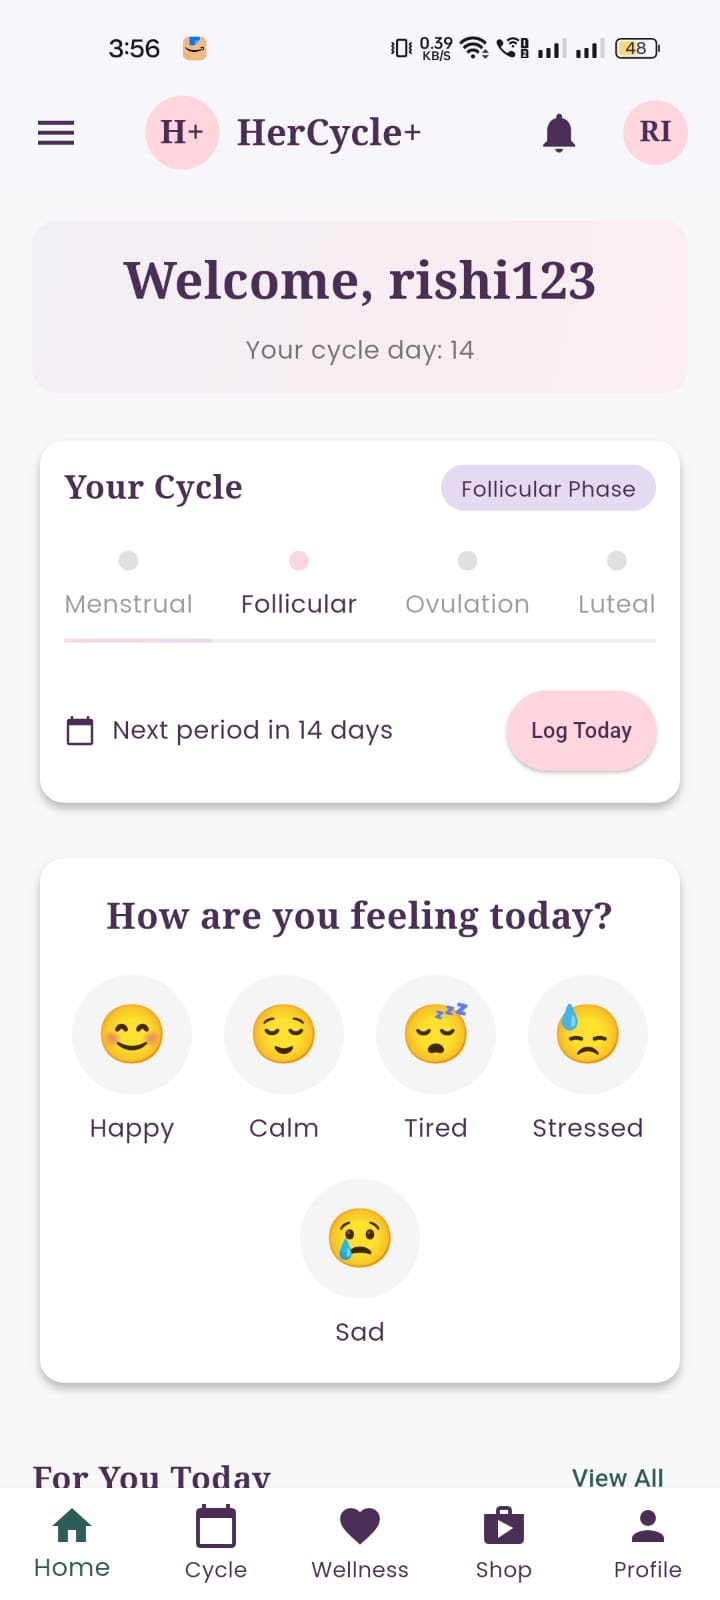 3:56
0.39
KB/S
48
H+ HerCycle+ RI
Welcome, rishi123
Your cycle day: 14
Your Cycle Follicular Phase
Menstrual Follicular Ovulation Luteal
Next period in 14 days Log Today
How are you feeling today?
Happy Calm Tired Stressed
Sad
For You Today View All
Home Cycle Wellness Shop Profile